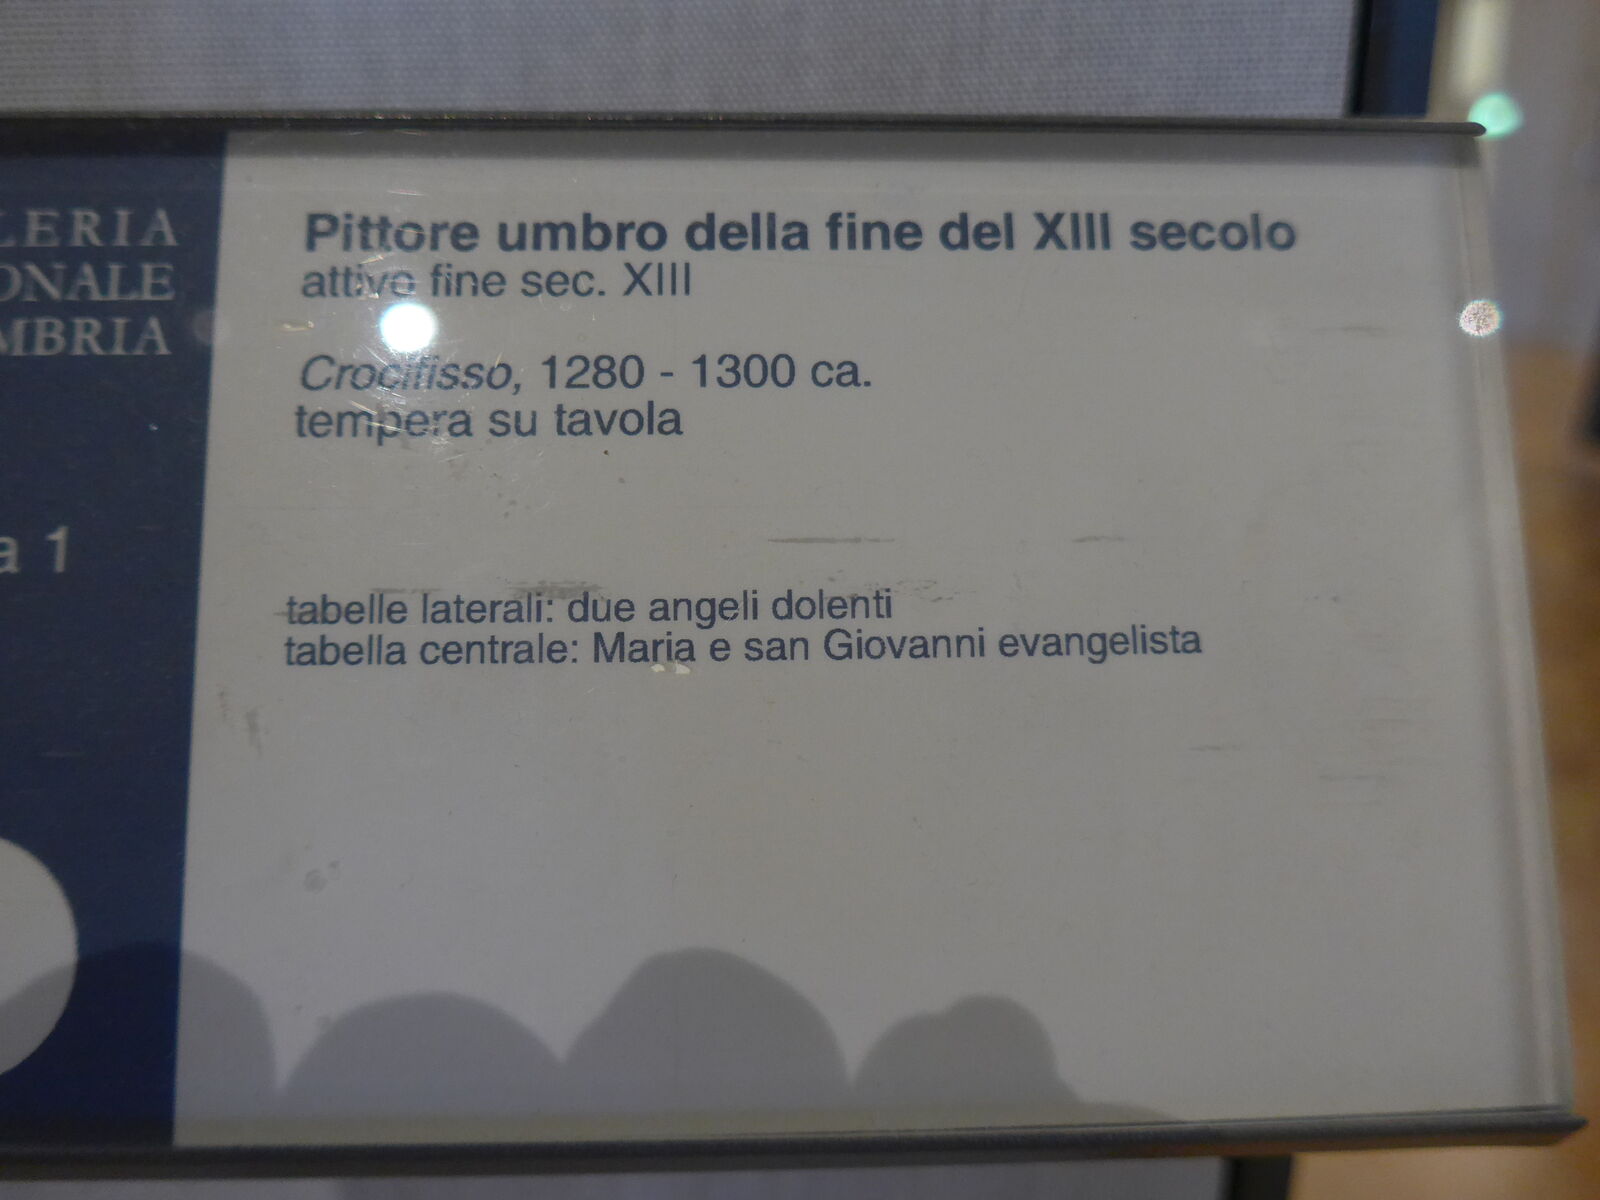 LERIA
ONALE
MBRIA
a 1
Pittore umbro della fine del XIII secolo
attivo fine sec. XIII
Crocifisso, 1280 - 1300 ca.
tempera su tavola
tabelle laterali: due angeli dolenti
tabella centrale: Maria e san Giovanni evangelista